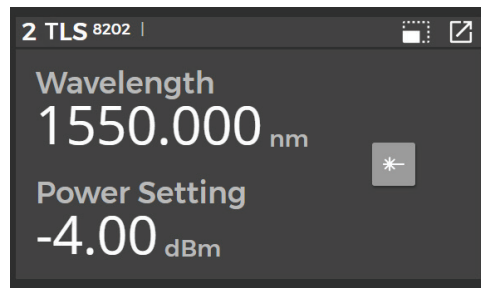 2 TLS 8202 |
Wavelength
1550.000 nm
Power Setting
-4.00 dBm